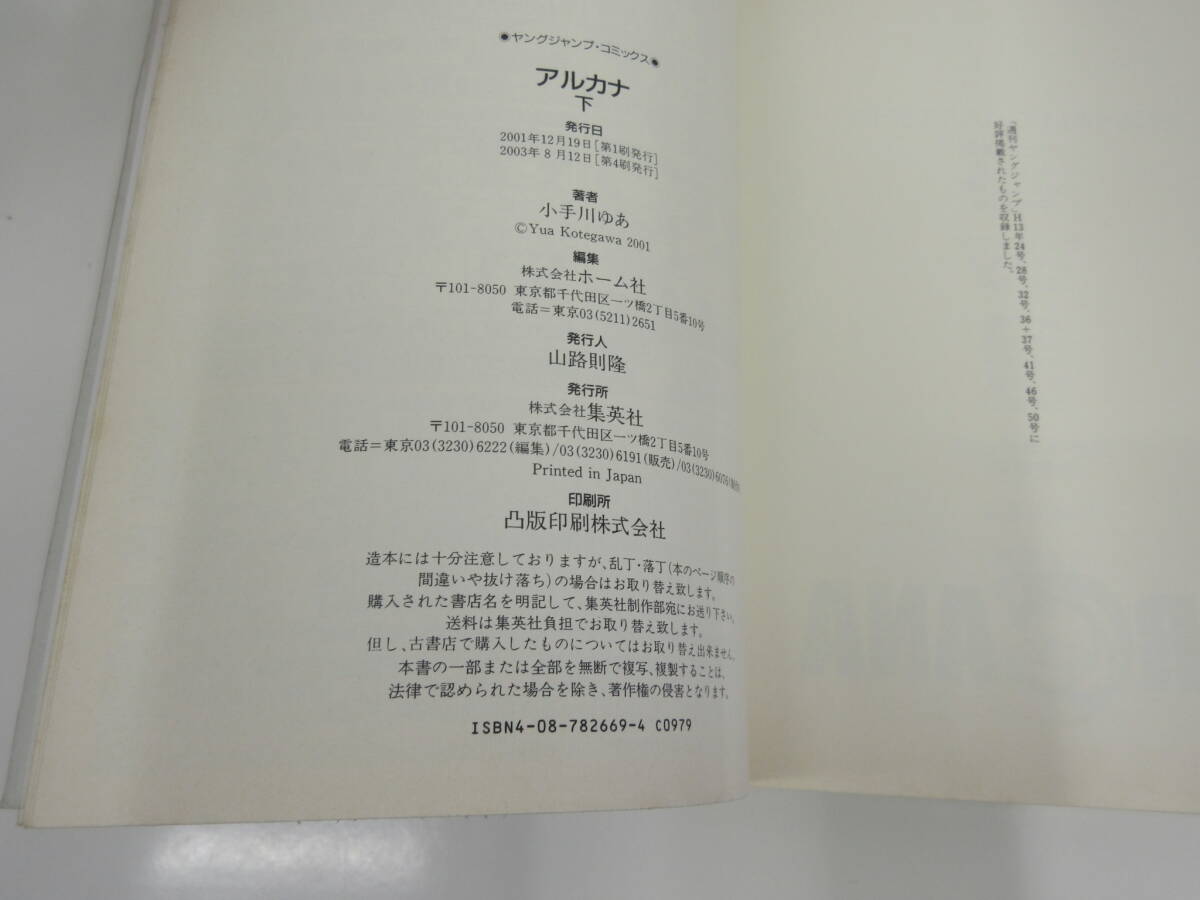 ●ヤングジャンプ・コミックス●
アルカナ
下
発行日
2001年12月19日[第1刷発行]
2003年 8 月12日[第4刷発行]
著者
小手川ゆあ
©Yua Kotegawa 2001
編集
株式会社ホーム社
〒101-8050 東京都千代田区一ツ橋2丁目5番10号
電話=東京03(5211)2651
発行人
山路則隆
発行所
株式会社集英社
〒101-8050 東京都千代田区一ツ橋2丁目5番10号
電話=東京03(3230)6222(編集)/03(3230)6191(販売)/03(3230)6076
Printed in Japan
印刷所
凸版印刷株式会社
造本には十分注意しておりますが、乱丁・落丁(本のページ順序の
間違いや抜け落ち)の場合はお取り替え致します。
購入された書店名を明記して、集英社制作部宛にお送り下さい。
送料は集英社負担でお取り替え致します。
但し、古書店で購入したものについてはお取り替え出来ません。
本書の一部または全部を無断で複写、複製することは、
法律で認められた場合を除き、著作権の侵害となります。
ISBN4-08-782669-4 C0979
「週刊ヤングジャンプ」H13年24号、28号、32号、36+37号、41号、46号、50号に
好評掲載されたものを収録しました。